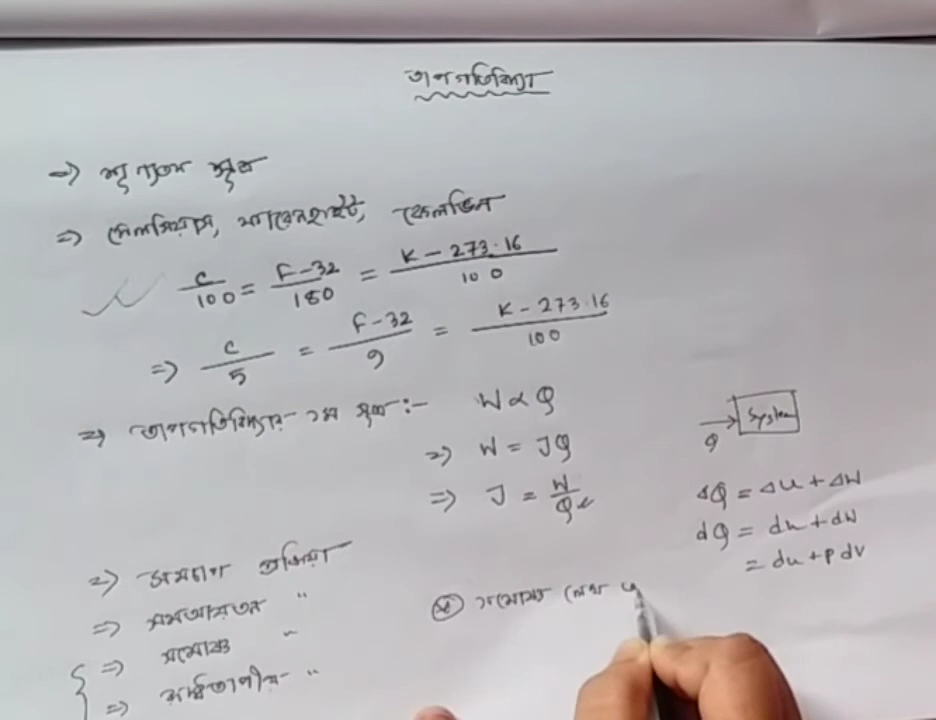 তাপগতিবিদ্যা
=> শূন্যতম সূত্র
=> সেলসিয়াস, ফারেনহাইট, কেলভিন
C/100 = F-32/180 = K-273.16/100
=> C/5 = F-32/9 = K-273.16/100
=> তাপগতিবিদ্যার ১ম সূত্র :- W ∝ Q
=> W = JQ
=> J = W/Q
System
Q
ΔQ = Δu + ΔW
dQ = du + dW
= du + pdv
=> সমচাপ প্রক্রিয়া
=> সমআয়তন "
=> সমোষ্ণ "
=> রুদ্ধতাপীয় "
সমোষ্ণ